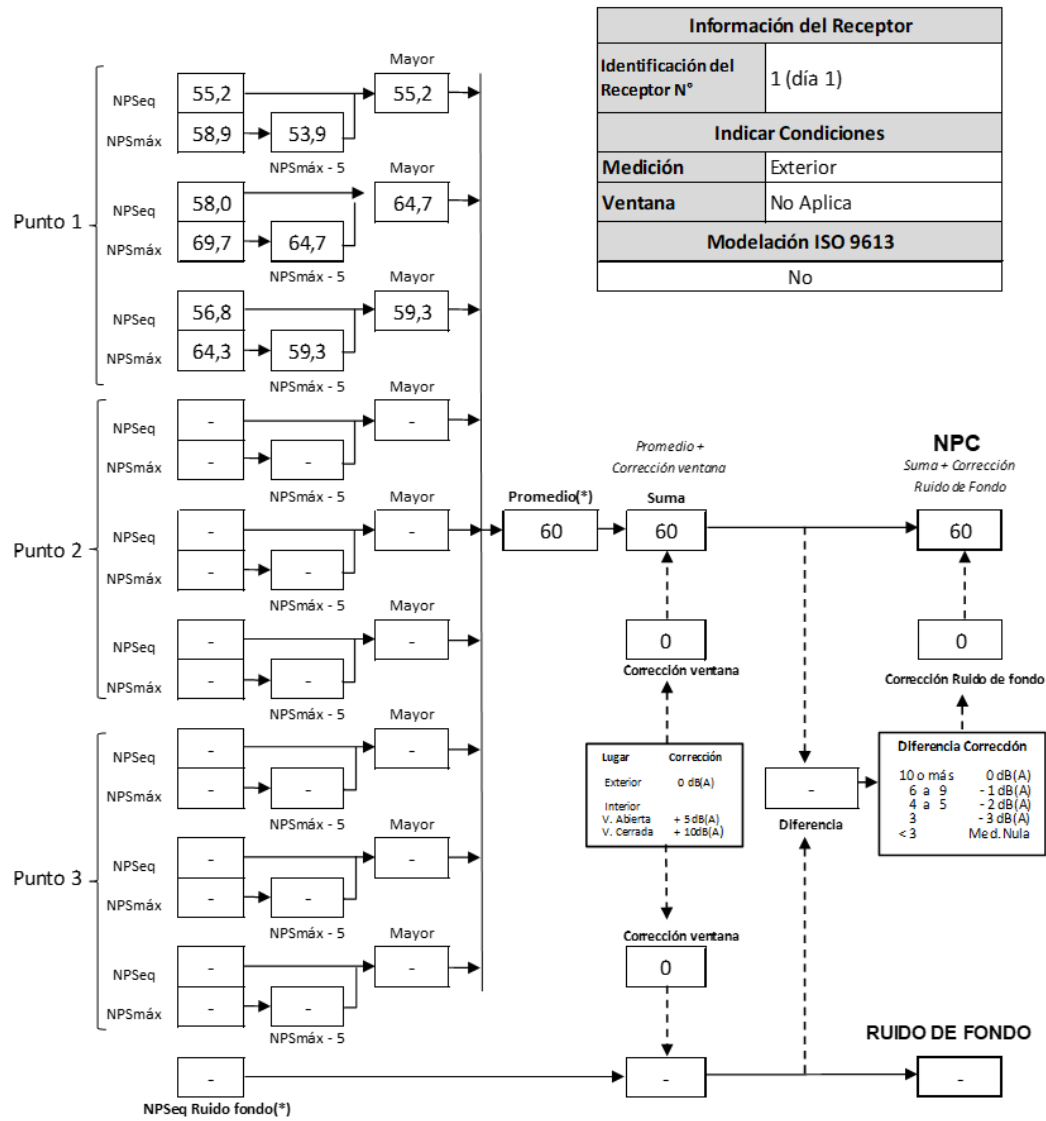 Información del Receptor
Identificación del Receptor N°
1 (día 1)
Indicar Condiciones
Medición
Exterior
Ventana
No Aplica
Modelación ISO 9613
No
Punto 1
Mayor
NPSeq
55,2
55,2
NPSmáx
58,9
53,9
NPSmáx - 5
Mayor
NPSeq
58,0
64,7
NPSmáx
69,7
64,7
NPSmáx - 5
Mayor
NPSeq
56,8
59,3
NPSmáx
64,3
59,3
NPSmáx - 5
Punto 2
Mayor
NPSeq
-
-
NPSmáx
-
-
NPSmáx - 5
Mayor
NPSeq
-
-
NPSmáx
-
-
NPSmáx - 5
Mayor
NPSeq
-
-
NPSmáx
-
-
NPSmáx - 5
Punto 3
Mayor
NPSeq
-
-
NPSmáx
-
-
NPSmáx - 5
Mayor
NPSeq
-
-
NPSmáx
-
-
NPSmáx - 5
Mayor
NPSeq
-
-
NPSmáx
-
-
NPSmáx - 5
-
NPSeq Ruido fondo(*)
Promedio(*)
60
Promedio +
Corrección ventana
Suma
60
0
Corrección ventana
Lugar Corrección
Exterior 0 dB(A)
Interior
V. Abierta + 5 dB(A)
V. Cerrada + 10dB(A)
Corrección ventana
0
-
-
Diferencia
NPC
Suma + Corrección
Ruido de Fondo
60
0
Corrección Ruido de fondo
Diferencia Corrección
10 o más 0 dB(A)
6 a 9 - 1 dB(A)
4 a 5 - 2 dB(A)
3 - 3 dB(A)
< 3 Med. Nula
RUIDO DE FONDO
-